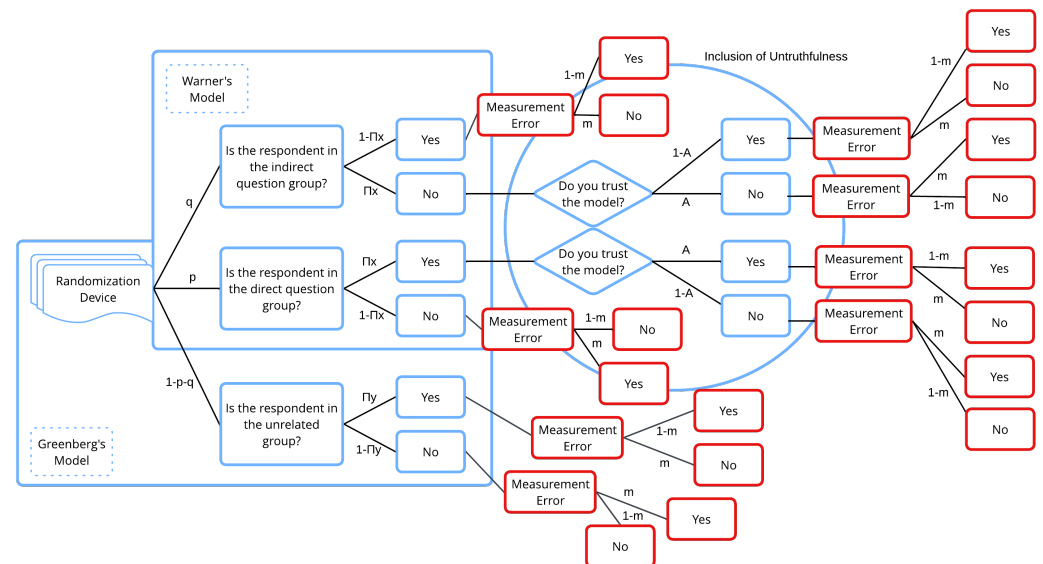 Yes
Inclusion of Untruthfulness
Yes
1-m
No
m
Warner's
Model
1-m
Measurement
Error
m
No
Is the respondent in
the indirect
question group?
1-Πx
Yes
Πx
No
q
Do you trust
the model?
1-A
Yes
A
No
Measurement
Error
Yes
m
Measurement
Error
1-m
No
Randomization
Device
p
Is the respondent in
the direct question
group?
Πx
Yes
1-Πx
No
Do you trust
the model?
A
Yes
1-A
No
Measurement
Error
1-m
Yes
m
No
Measurement
Error
m
Yes
1-m
No
Measurement
Error
1-m
No
m
Yes
1-p-q
Is the respondent in
the unrelated
group?
Πy
Yes
1-Πy
No
Measurement
Error
1-m
Yes
m
No
Greenberg's
Model
Measurement
Error
m
Yes
1-m
No